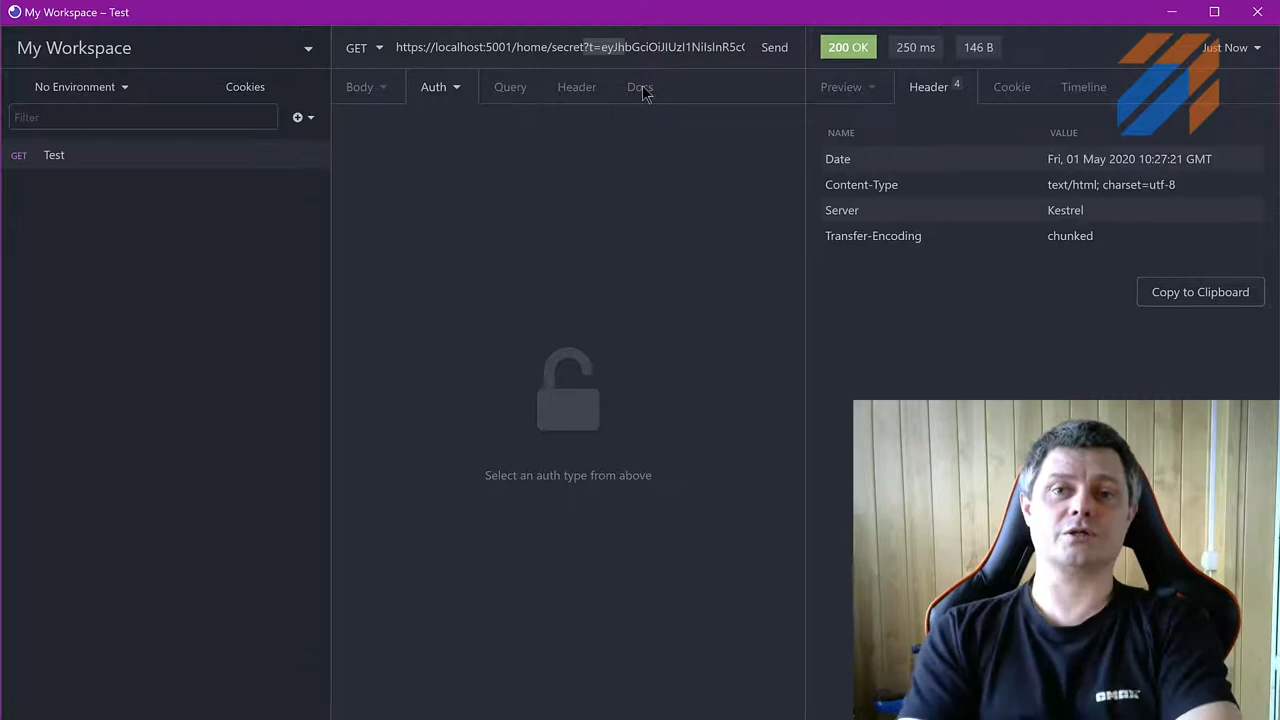 My Workspace – Test
My Workspace
GET
https://localhost:5001/home/secret?t=eyJhbGciOiJIUzI1NiIsInR5c(
Send
200 OK
250 ms
146 B
Just Now
No Environment
Cookies
Body
Auth
Query
Header
Docs
Preview
Header 4
Cookie
Timeline
Filter
NAME
VALUE
GET
Test
Date
Fri, 01 May 2020 10:27:21 GMT
Content-Type
text/html; charset=utf-8
Server
Kestrel
Transfer-Encoding
chunked
Copy to Clipboard
Select an auth type from above